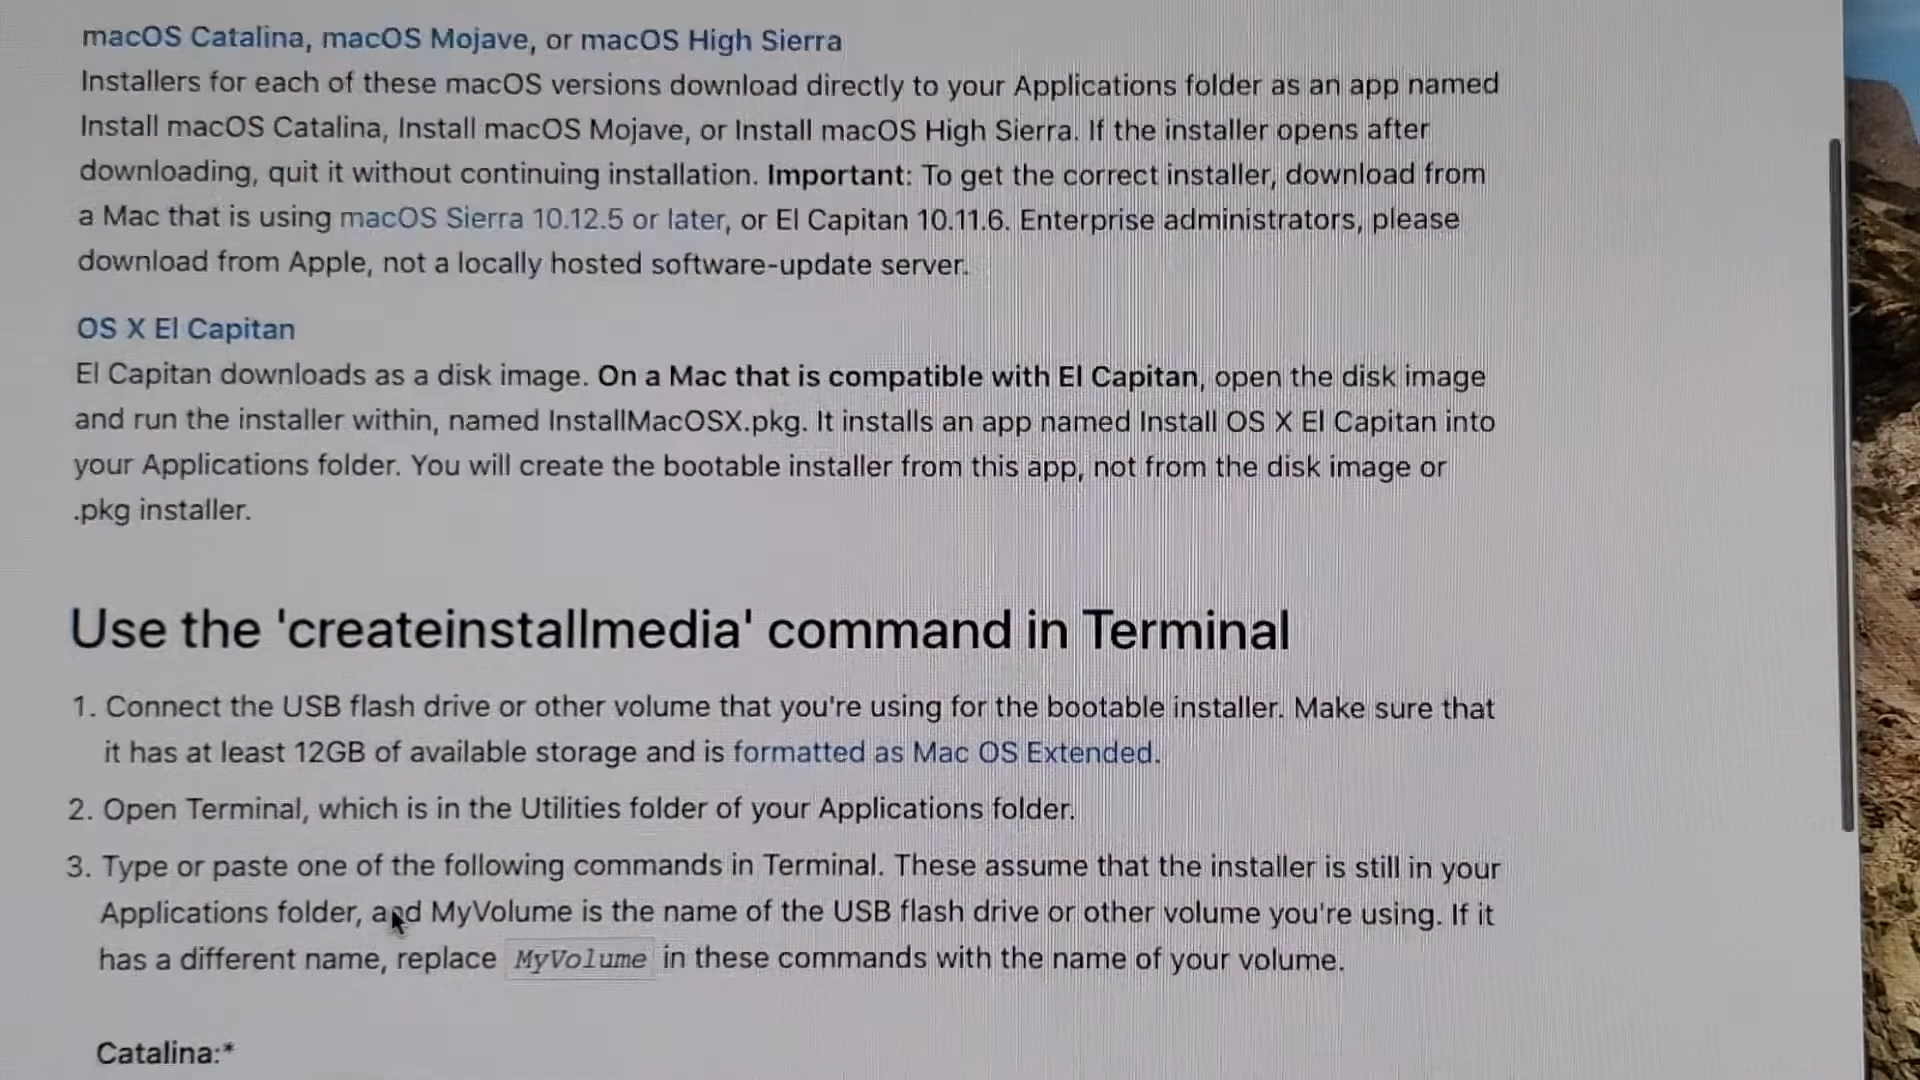 macOS Catalina, macOS Mojave, or macOS High Sierra
Installers for each of these macOS versions download directly to your Applications folder as an app named
Install macOS Catalina, Install macOS Mojave, or Install macOS High Sierra. If the installer opens after
downloading, quit it without continuing installation. Important: To get the correct installer, download from
a Mac that is using macOS Sierra 10.12.5 or later, or El Capitan 10.11.6. Enterprise administrators, please
download from Apple, not a locally hosted software-update server.
OS X El Capitan
El Capitan downloads as a disk image. On a Mac that is compatible with El Capitan, open the disk image
and run the installer within, named InstallMacOSX.pkg. It installs an app named Install OS X El Capitan into
your Applications folder. You will create the bootable installer from this app, not from the disk image or
.pkg installer.
Use the 'createinstallmedia' command in Terminal
1. Connect the USB flash drive or other volume that you're using for the bootable installer. Make sure that
it has at least 12GB of available storage and is formatted as Mac OS Extended.
2. Open Terminal, which is in the Utilities folder of your Applications folder.
3. Type or paste one of the following commands in Terminal. These assume that the installer is still in your
Applications folder, and MyVolume is the name of the USB flash drive or other volume you're using. If it
has a different name, replace MyVolume in these commands with the name of your volume.
Catalina:*